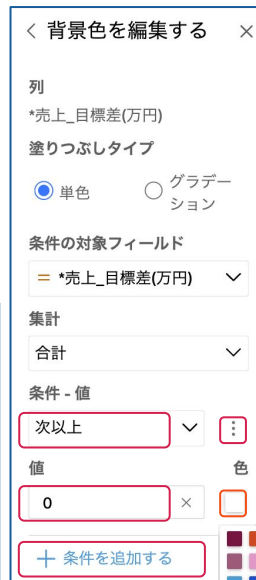 背景色を編集する
列
*売上_目標差(万円)
塗りつぶしタイプ
単色
グラデー
ション
条件の対象フィールド
= *売上_目標差(万円)
集計
合計
条件 - 値
次以上
値 色
0
+ 条件を追加する